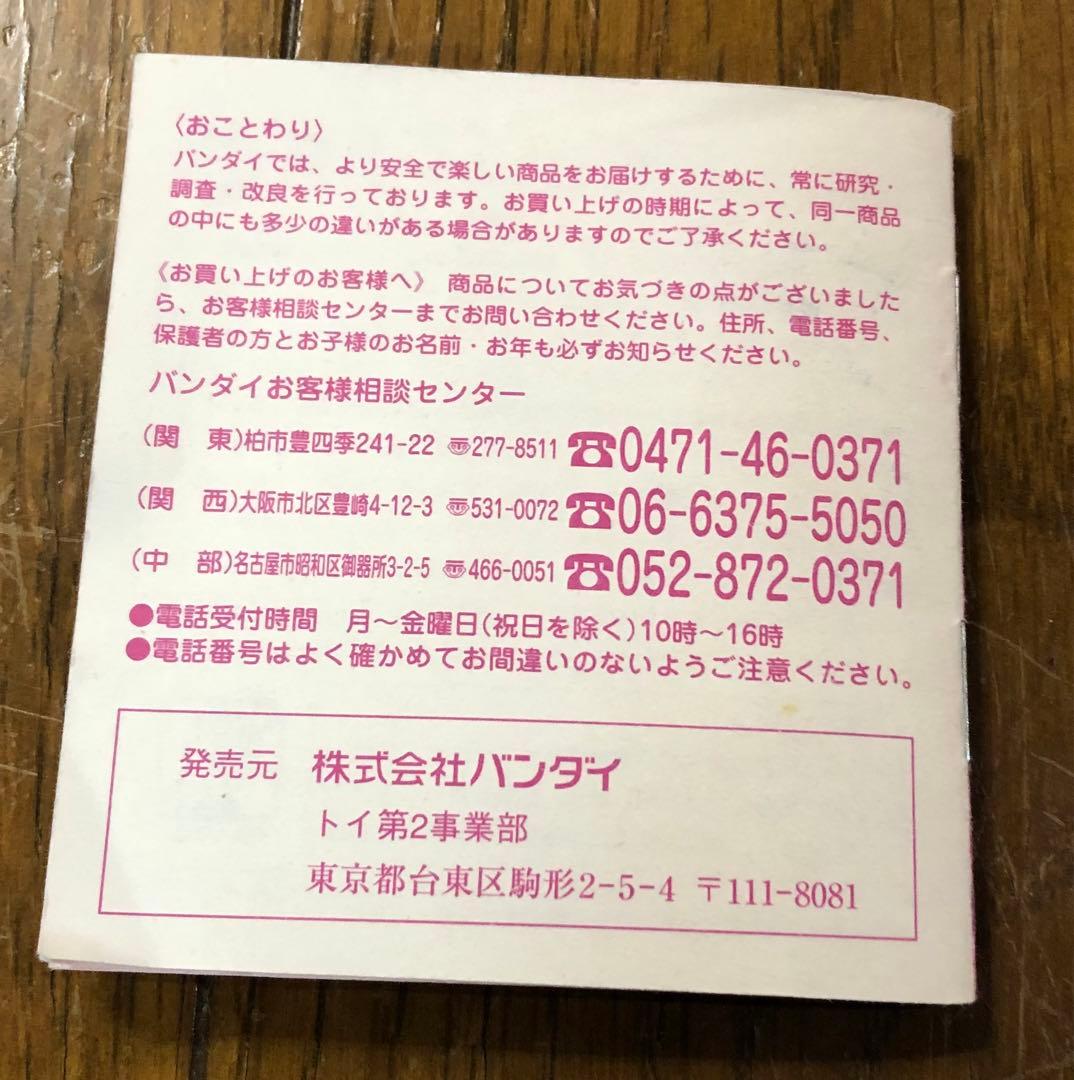 〈おことわり〉
バンダイでは、より安全で楽しい商品をお届けするために、常に研究・
調査・改良を行っております。お買い上げの時期によって、同一商品
の中にも多少の違いがある場合がありますのでご了承ください。
《お買い上げのお客様へ》 商品についてお気づきの点がございました
ら、お客様相談センターまでお問い合わせください。住所、電話番号、
保護者の方とお子様のお名前・お年も必ずお知らせください。
バンダイお客様相談センター
(関 東)柏市豊四季241-22 〠277-8511 ☎0471-46-0371
(関 西)大阪市北区豊崎4-12-3 〠531-0072 ☎06-6375-5050
(中 部)名古屋市昭和区御器所3-2-5 〠466-0051 ☎052-872-0371
●電話受付時間 月〜金曜日(祝日を除く)10時〜16時
●電話番号はよく確かめてお間違いのないようご注意ください。
発売元 株式会社バンダイ
トイ第2事業部
東京都台東区駒形2-5-4 〒111-8081